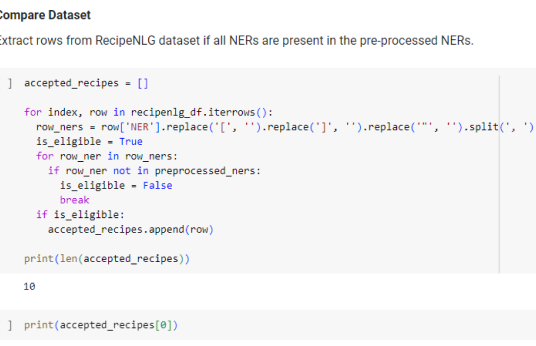 Compare Dataset
Extract rows from RecipeNLG dataset if all NERs are present in the pre-processed NERs.
] accepted_recipes = []
for index, row in recipenlg_df.iterrows():
  row_ners = row['NER'].replace('[', '').replace(']', '').replace('"', '').split(', ')
  is_eligible = True
  for row_ner in row_ners:
    if row_ner not in preprocessed_ners:
      is_eligible = False
      break
  if is_eligible:
    accepted_recipes.append(row)
print(len(accepted_recipes))
10
] print(accepted_recipes[0])